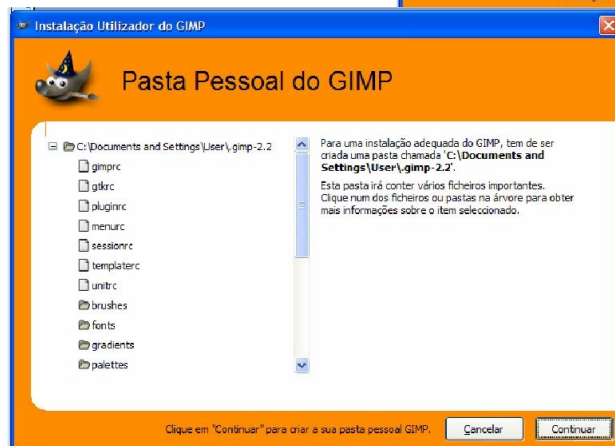 Instalação Utilizador do GIMP
Pasta Pessoal do GIMP
C:\Documents and Settings\User\.gimp-2.2
gimprc
gtkrc
pluginrc
menurc
sessionrc
templaterc
unitrc
brushes
fonts
gradients
palettes
Para uma instalação adequada do GIMP, tem de ser
criada uma pasta chamada 'C:\Documents and
Settings\User\.gimp-2.2'.
Esta pasta irá conter vários ficheiros importantes.
Clique num dos ficheiros ou pastas na árvore para obter
mais informações sobre o item seleccionado.
Clique em "Continuar" para criar a sua pasta pessoal GIMP.
Cancelar
Continuar